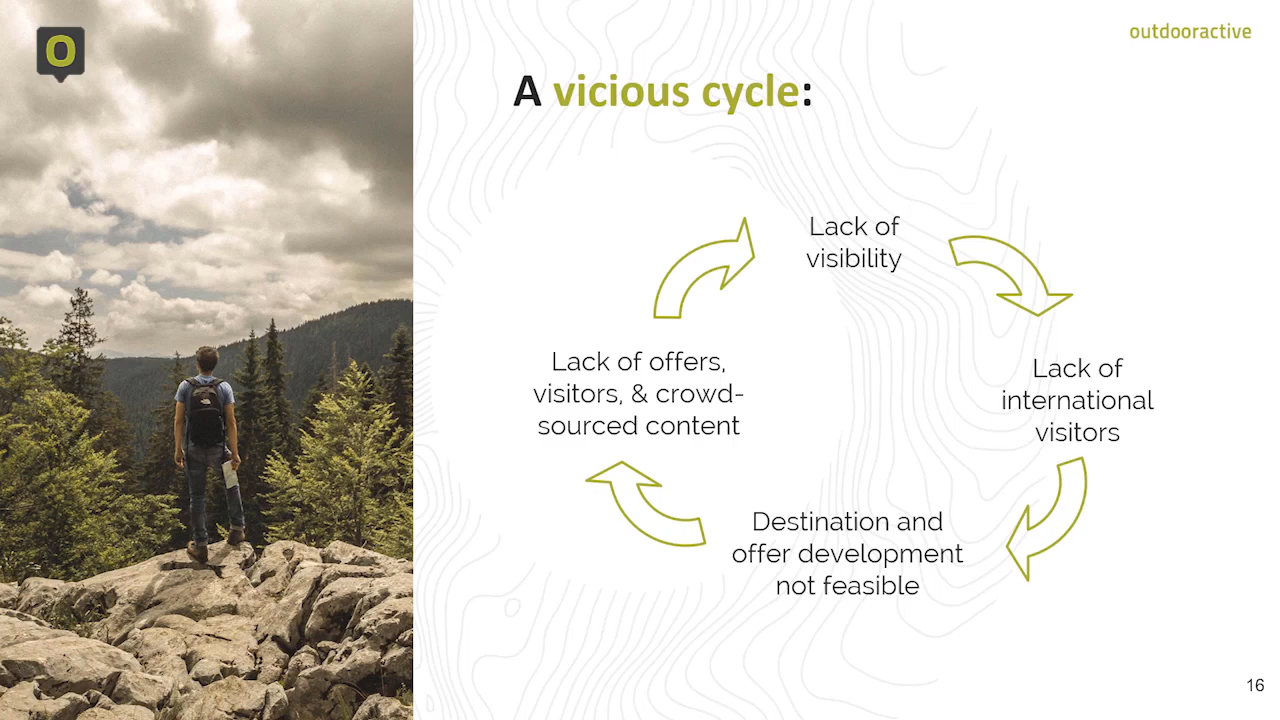 O
outdooractive
A vicious cycle:
Lack of
visibility
Lack of
international
visitors
Destination and
offer development
not feasible
Lack of offers,
visitors, & crowd-
sourced content
16